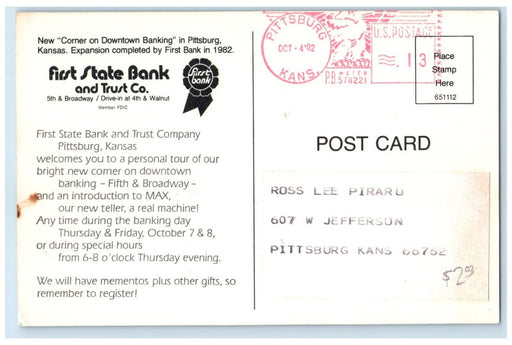 New "Corner on Downtown Banking" in Pittsburg,
Kansas. Expansion completed by First Bank in 1982.
First State Bank
and Trust Co.
5th & Broadway / Drive-in at 4th & Walnut
Member FDIC
first
bank
PITTSBURG
OCT-4'82
KANS.
U.S. POSTAGE
.13
PB METER
578221
Place
Stamp
Here
651112
POST CARD
First State Bank and Trust Company
Pittsburg, Kansas
welcomes you to a personal tour of our
bright new corner on downtown
banking - Fifth & Broadway -
and an introduction to MAX,
our new teller, a real machine!
Any time during the banking day
Thursday & Friday, October 7 & 8,
or during special hours
from 6-8 o'clock Thursday evening.
We will have mementos plus other gifts, so
remember to register!
ROSS LEE PIRARD
607 W JEFFERSON
PITTSBURG KANS 66762